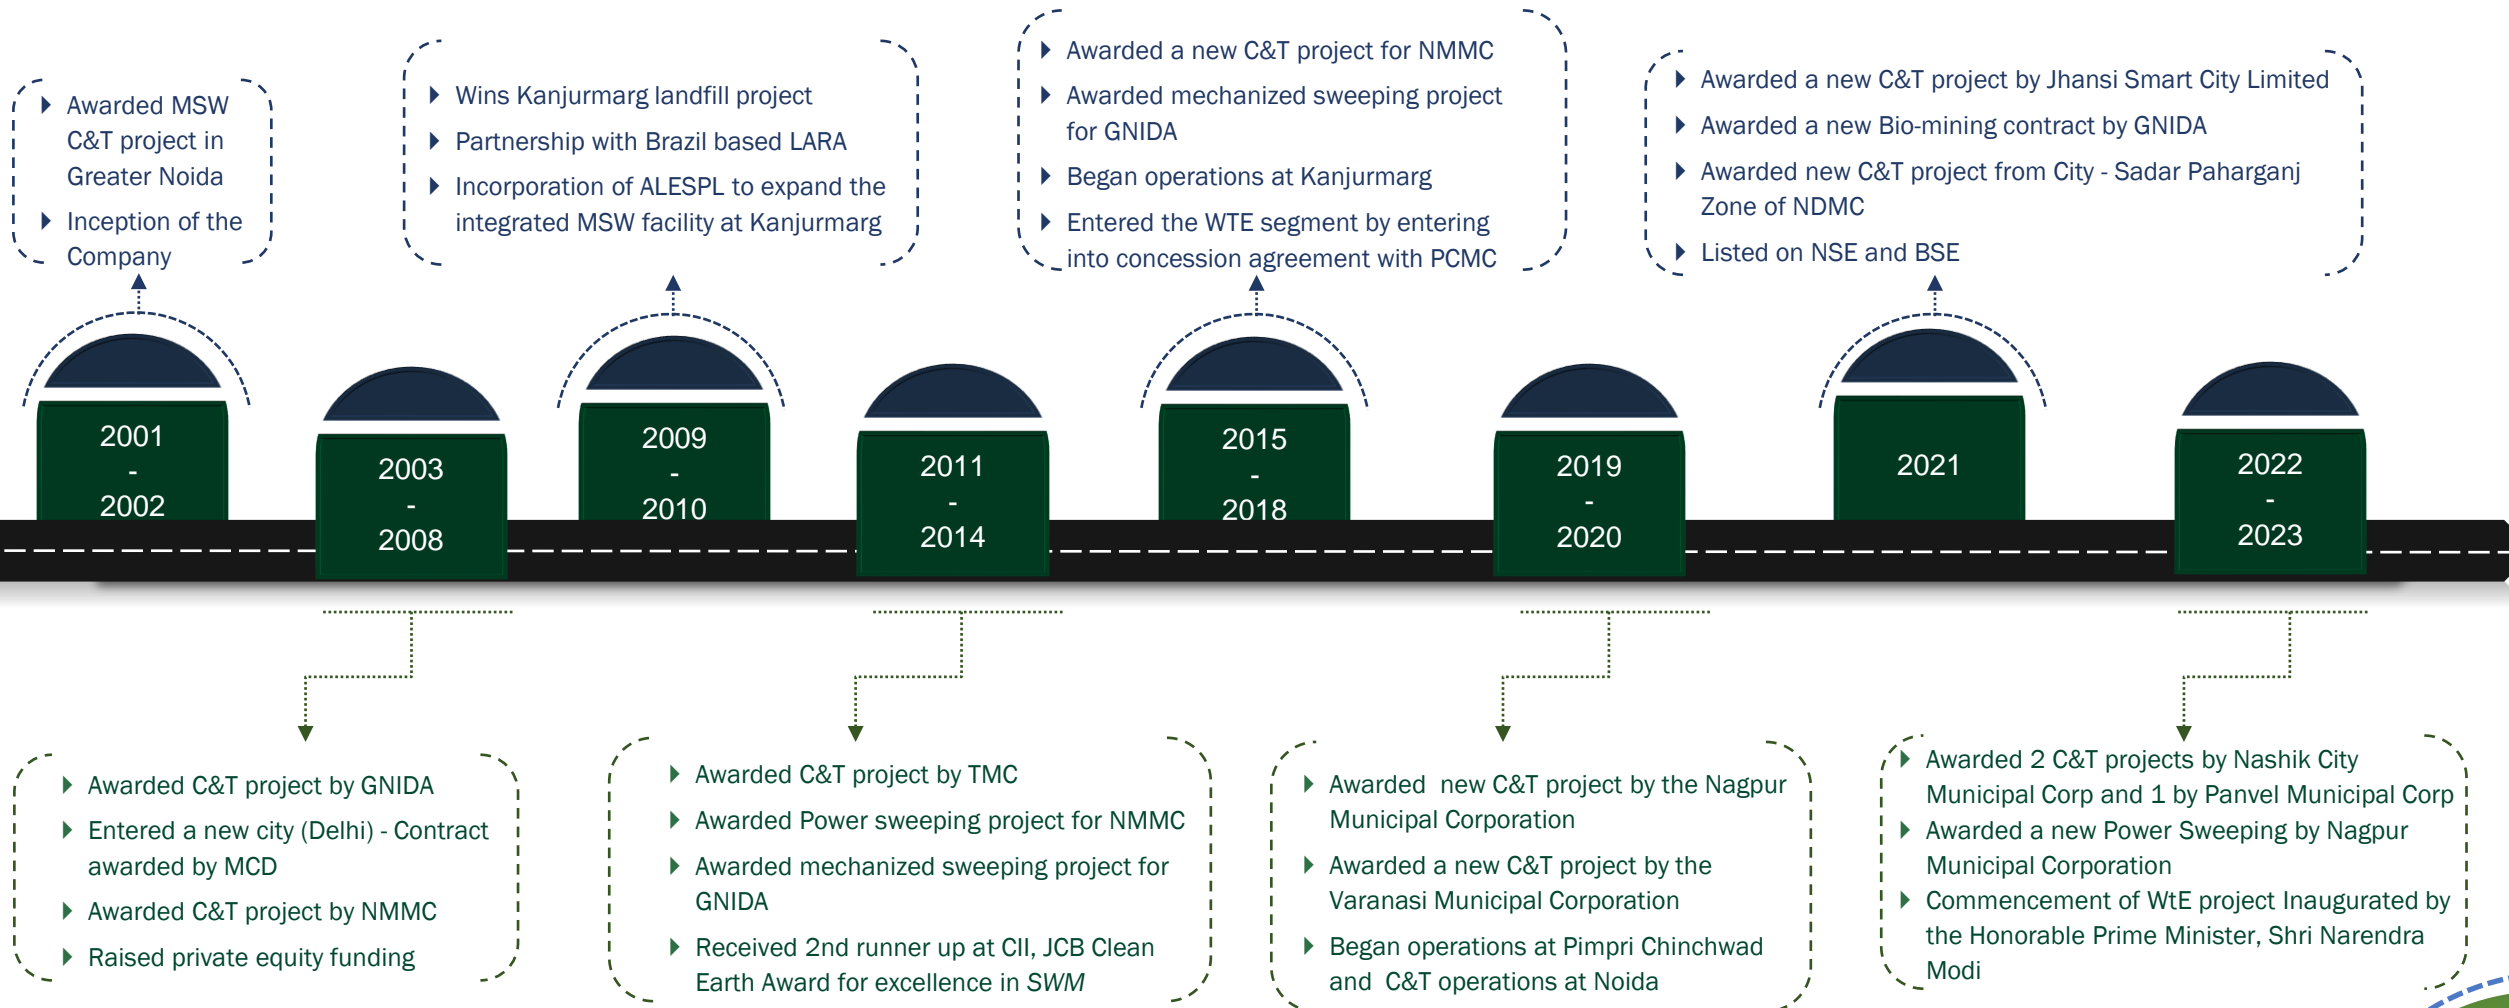 Awarded MSW
C&T project in
Greater Noida
Inception of the
Company
Wins Kanjurmarg landfill project
Partnership with Brazil based LARA
Incorporation of ALESPL to expand the
integrated MSW facility at Kanjurmarg
Awarded a new C&T project for NMMC
Awarded mechanized sweeping project
for GNIDA
Began operations at Kanjurmarg
Entered the WTE segment by entering
into concession agreement with PCMC
Awarded a new C&T project by Jhansi Smart City Limited
Awarded a new Bio-mining contract by GNIDA
Awarded new C&T project from City - Sadar Paharganj
Zone of NDMC
Listed on NSE and BSE
2001
-
2002
2003
-
2008
2009
-
2010
2011
-
2014
2015
-
2018
2019
-
2020
2021
2022
-
2023
Awarded C&T project by GNIDA
Entered a new city (Delhi) - Contract
awarded by MCD
Awarded C&T project by NMMC
Raised private equity funding
Awarded C&T project by TMC
Awarded Power sweeping project for NMMC
Awarded mechanized sweeping project for
GNIDA
Received 2nd runner up at CII, JCB Clean
Earth Award for excellence in SWM
Awarded  new C&T project by the Nagpur
Municipal Corporation
Awarded a new C&T project by the
Varanasi Municipal Corporation
Began operations at Pimpri Chinchwad
and  C&T operations at Noida
Awarded 2 C&T projects by Nashik City
Municipal Corp and 1 by Panvel Municipal Corp
Awarded a new Power Sweeping by Nagpur
Municipal Corporation
Commencement of WtE project Inaugurated by
the Honorable Prime Minister, Shri Narendra
Modi